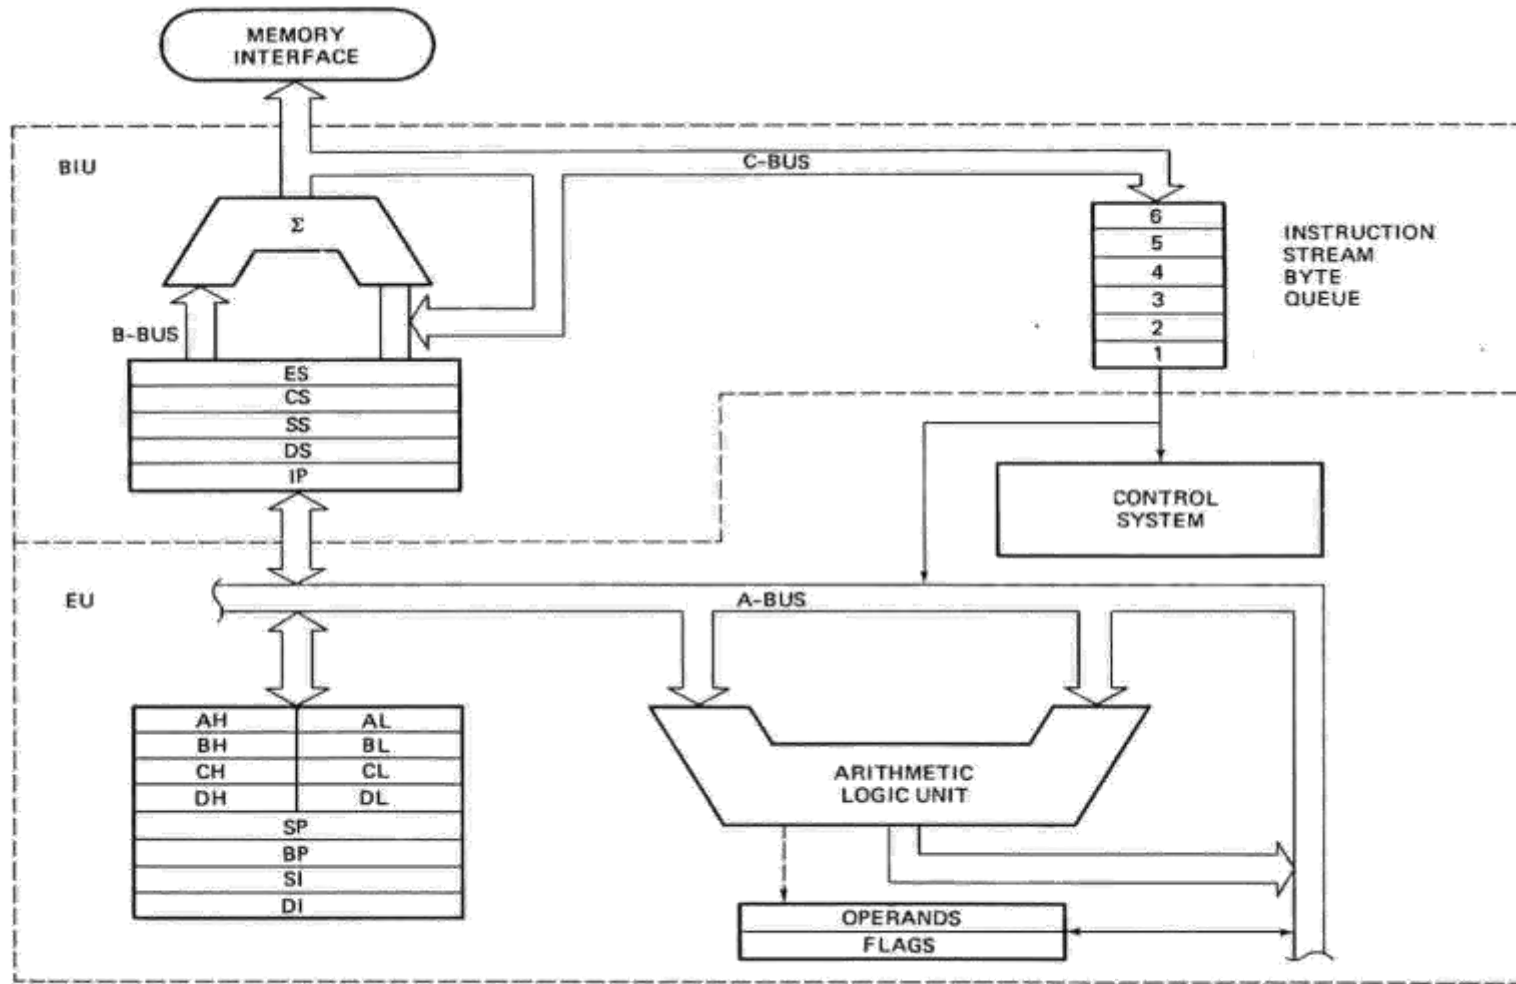 MEMORY
INTERFACE
BIU
C-BUS
Σ
B-BUS
ES
CS
SS
DS
IP
6
5
4
3
2
1
INSTRUCTION
STREAM
BYTE
QUEUE
CONTROL
SYSTEM
EU
A-BUS
AH AL
BH BL
CH CL
DH DL
SP
BP
SI
DI
ARITHMETIC
LOGIC UNIT
OPERANDS
FLAGS